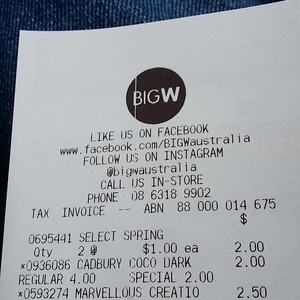 BIGW
LIKE US ON FACEBOOK
www.facebook.com/BIGWaustralia
FOLLOW US ON INSTAGRAM
@bigwaustralia
CALL US IN-STORE
PHONE 08 6318 9902
TAX INVOICE -- ABN 88 000 014 675
$
0695441 SELECT SPRING
Qty 2 @ $1.00 ea 2.00
*0936086 CADBURY COCO DARK 2.00
REGULAR 4.00 SPECIAL 2.00
*0593274 MARVELLOUS CREATIO 2.50